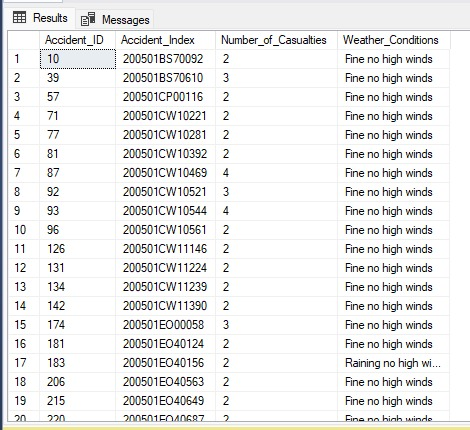 Results Messages
Accident_ID Accident_Index Number_of_Casualties Weather_Conditions
1 10 200501BS70092 2 Fine no high winds
2 39 200501BS70610 3 Fine no high winds
3 57 200501CP00116 2 Fine no high winds
4 71 200501CW10221 2 Fine no high winds
5 77 200501CW10281 2 Fine no high winds
6 81 200501CW10392 2 Fine no high winds
7 87 200501CW10469 4 Fine no high winds
8 92 200501CW10521 3 Fine no high winds
9 93 200501CW10544 4 Fine no high winds
10 96 200501CW10561 2 Fine no high winds
11 126 200501CW11146 2 Fine no high winds
12 131 200501CW11224 2 Fine no high winds
13 134 200501CW11239 2 Fine no high winds
14 142 200501CW11390 2 Fine no high winds
15 174 200501EO00058 3 Fine no high winds
16 181 200501EO40124 2 Fine no high winds
17 183 200501EO40156 2 Raining no high wi...
18 206 200501EO40563 2 Fine no high winds
19 215 200501EO40649 2 Fine no high winds
20 220 200501EO40687 2 Fine no high winds